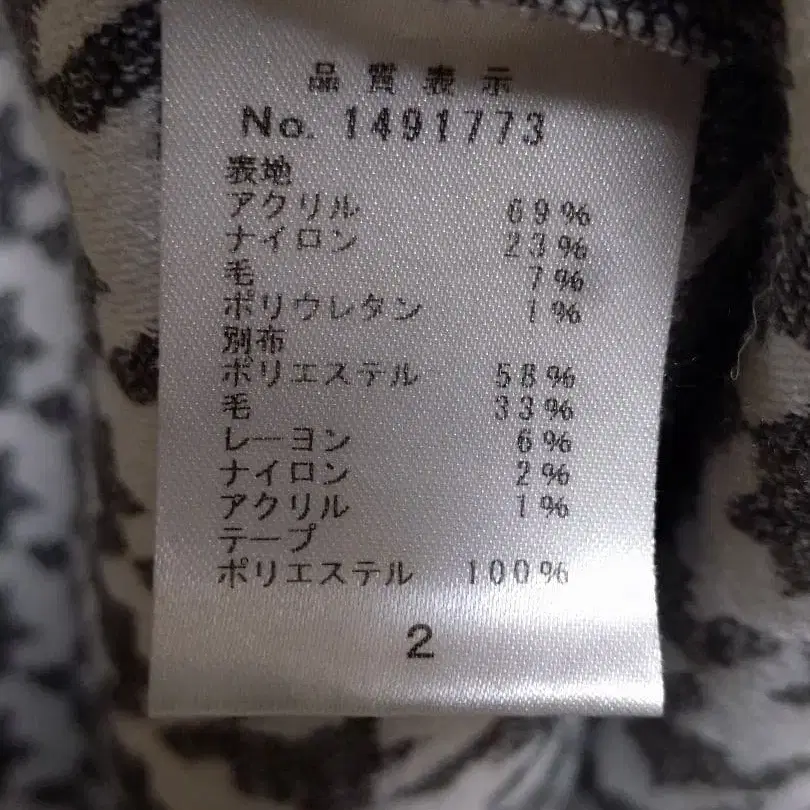 品質表示
No. 1491773
表地
アクリル 69%
ナイロン 23%
毛 7%
ポリウレタン 1%
別布
ポリエステル 58%
毛 33%
レーヨン 6%
ナイロン 2%
アクリル 1%
テープ
ポリエステル 100%
2